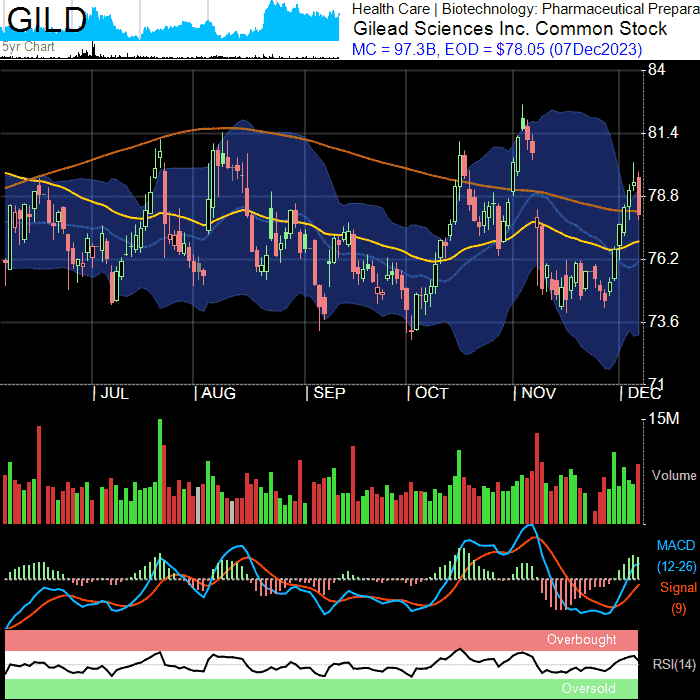 GILD
5yr Chart
Health Care | Biotechnology: Pharmaceutical Prepara
Gilead Sciences Inc. Common Stock
MC = 97.3B, EOD = $78.05 (07Dec2023)
84
81.4
78.8
76.2
73.6
71
| JUL | AUG | SEP | OCT | NOV | DEC
15M
Volume
MACD
(12-26)
Signal
(9)
Overbought
RSI(14)
Oversold